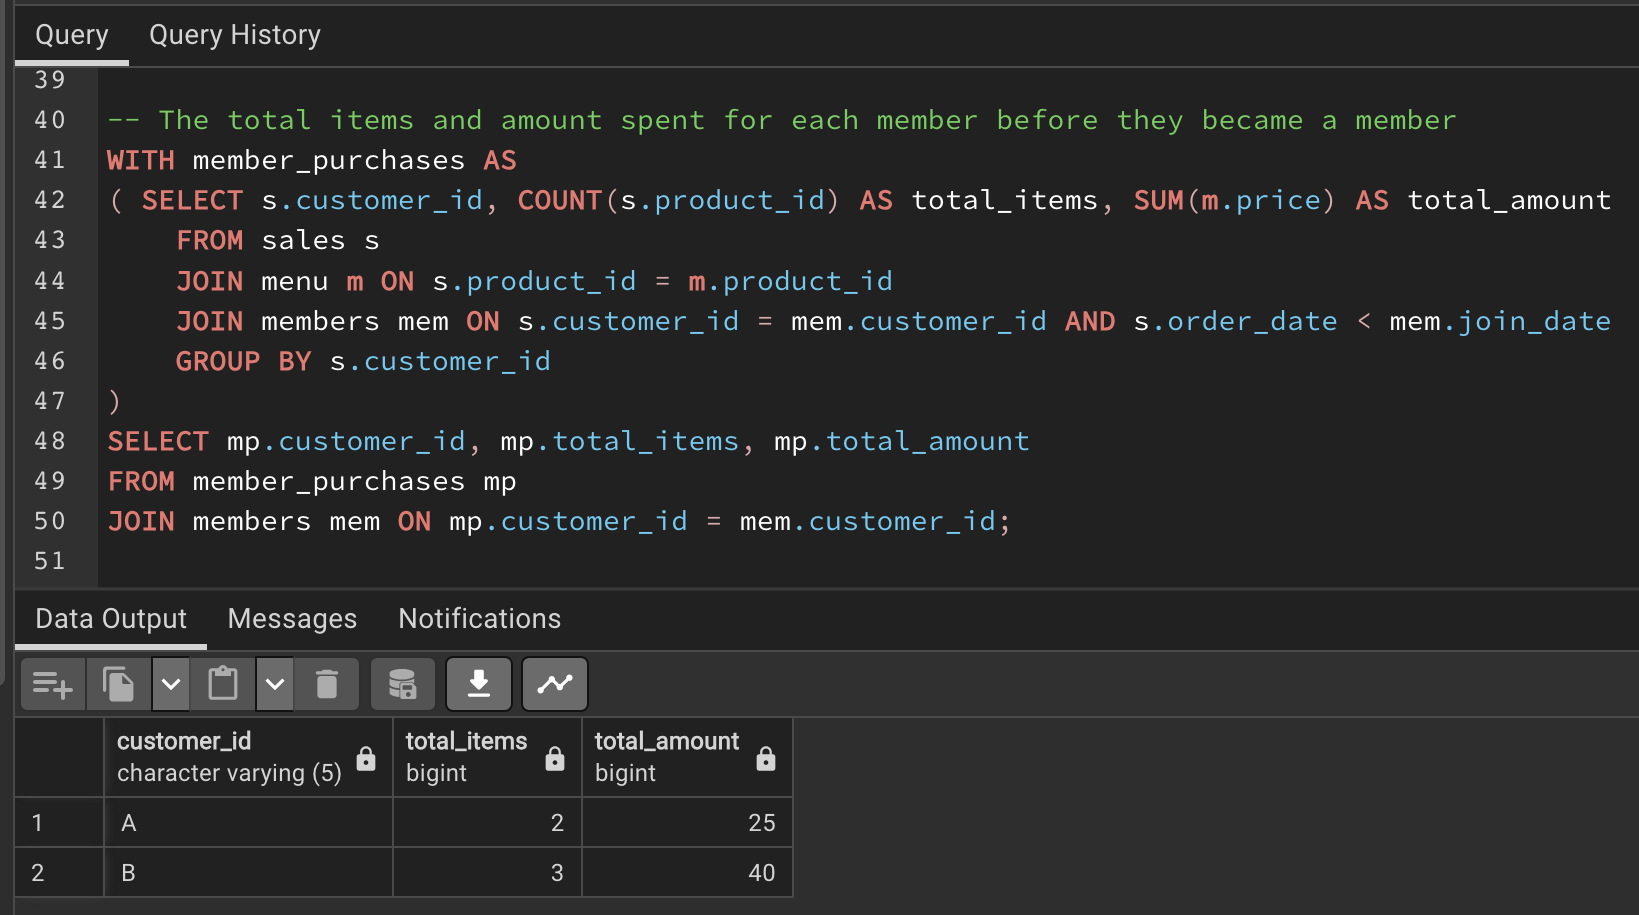 Query Query History
39
40 -- The total items and amount spent for each member before they became a member
41 WITH member_purchases AS
42 ( SELECT s.customer_id, COUNT(s.product_id) AS total_items, SUM(m.price) AS total_amount
43 FROM sales s
44 JOIN menu m ON s.product_id = m.product_id
45 JOIN members mem ON s.customer_id = mem.customer_id AND s.order_date < mem.join_date
46 GROUP BY s.customer_id
47 )
48 SELECT mp.customer_id, mp.total_items, mp.total_amount
49 FROM member_purchases mp
50 JOIN members mem ON mp.customer_id = mem.customer_id;
51
Data Output Messages Notifications
customer_id total_items total_amount
character varying (5) bigint bigint
1 A 2 25
2 B 3 40